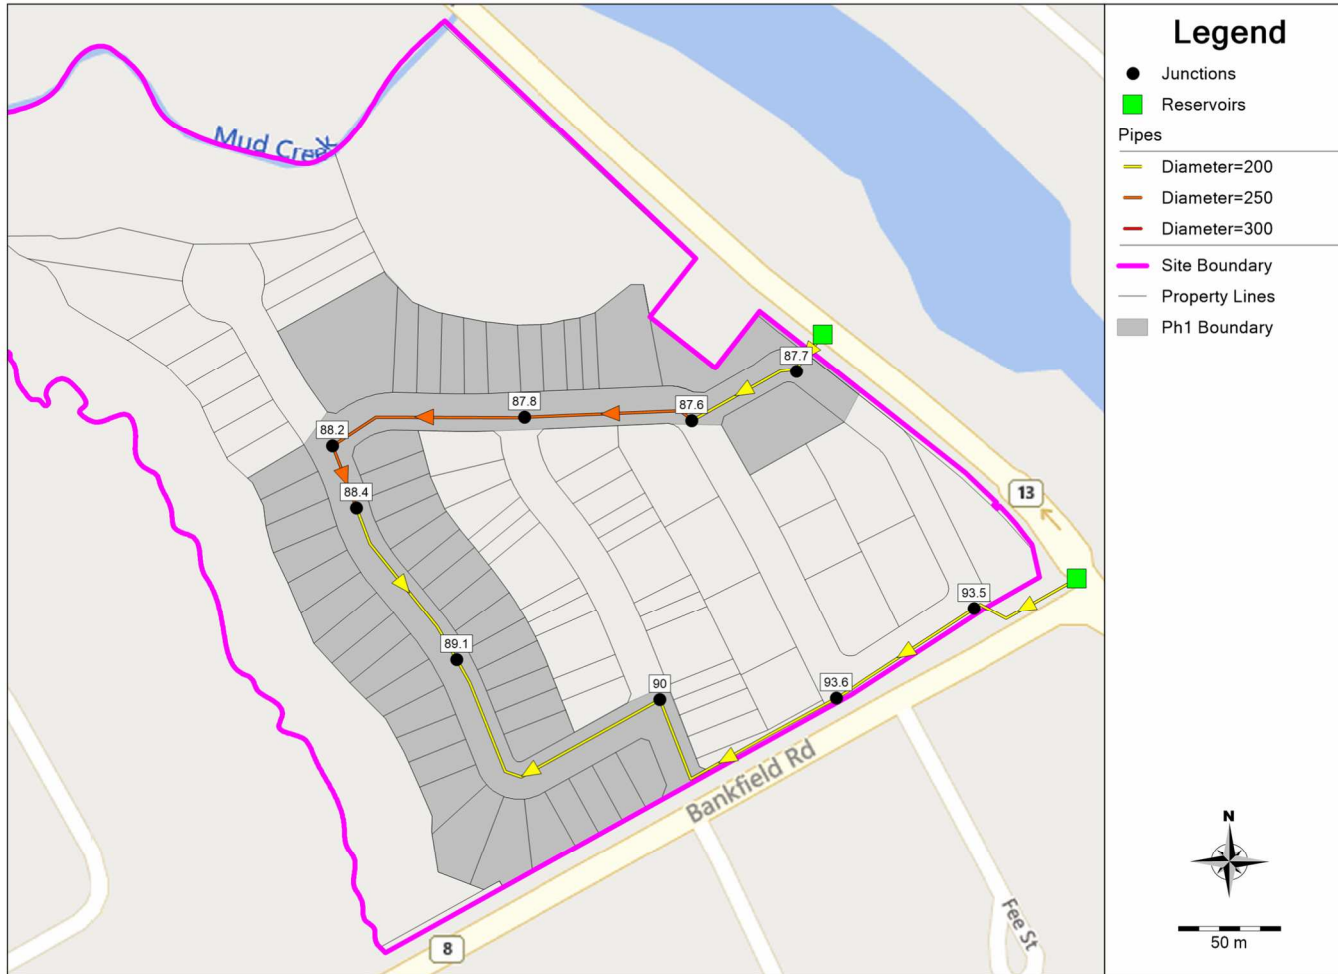 Legend
Junctions
Reservoirs
Pipes
Diameter=200
Diameter=250
Diameter=300
Site Boundary
Property Lines
Ph1 Boundary
Mud Creek
87.7
87.8
87.6
88.2
88.4
13
93.5
89.1
90
93.6
Bankfield Rd
Fee St
8
N
50 m